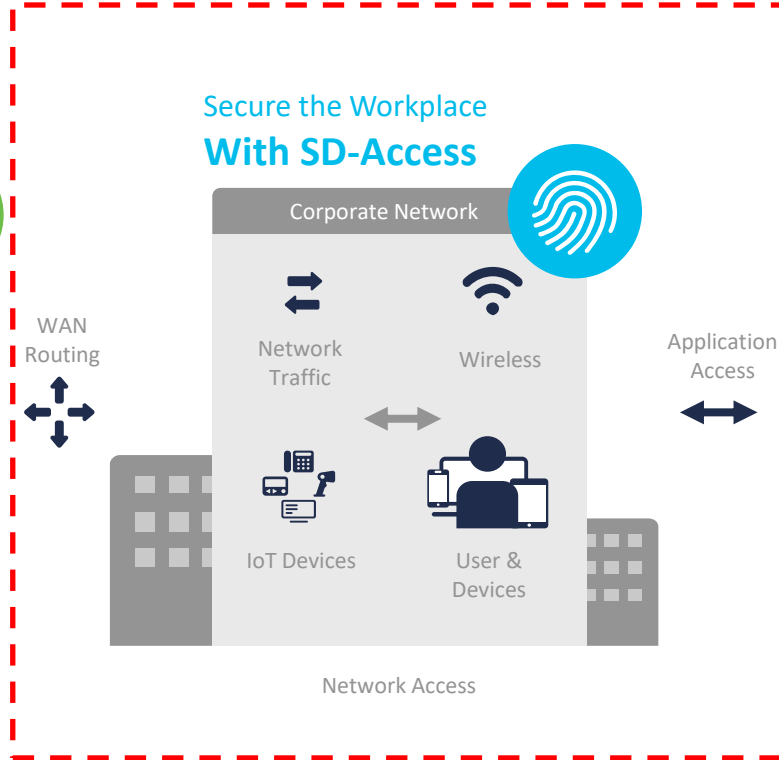 Secure the Workplace
With SD-Access
Corporate Network
WAN
Routing
Network
Traffic
Wireless
Application
Access
IoT Devices
User &
Devices
Network Access